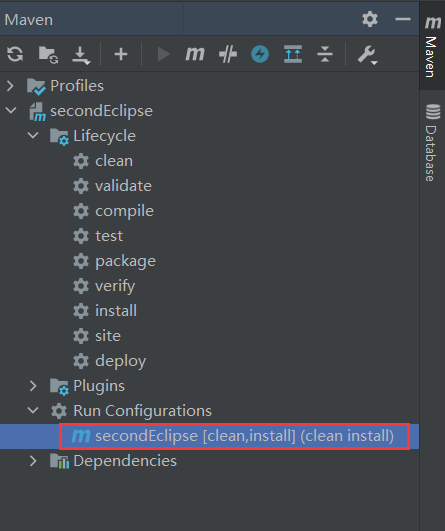 Maven
Profiles
secondEclipse
Lifecycle
clean
validate
compile
test
package
verify
install
site
deploy
Plugins
Run Configurations
secondEclipse [clean,install] (clean install)
Dependencies
Maven
Database